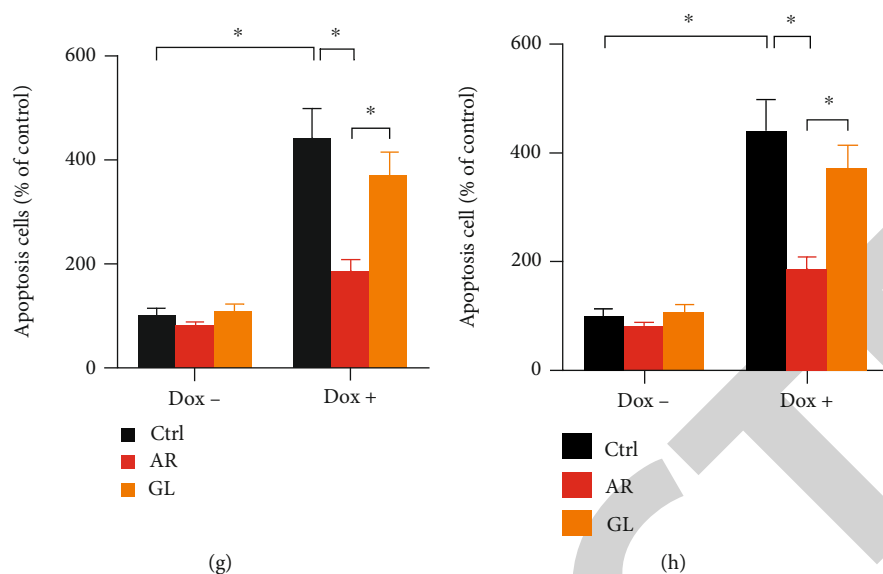 *
*
*
600
400
200
0
Apoptosis cells (% of control)
Dox –
Dox +
Ctrl
AR
GL
(g)
*
*
*
600
400
200
0
Apoptosis cell (% of control)
Dox –
Dox +
Ctrl
AR
GL
(h)